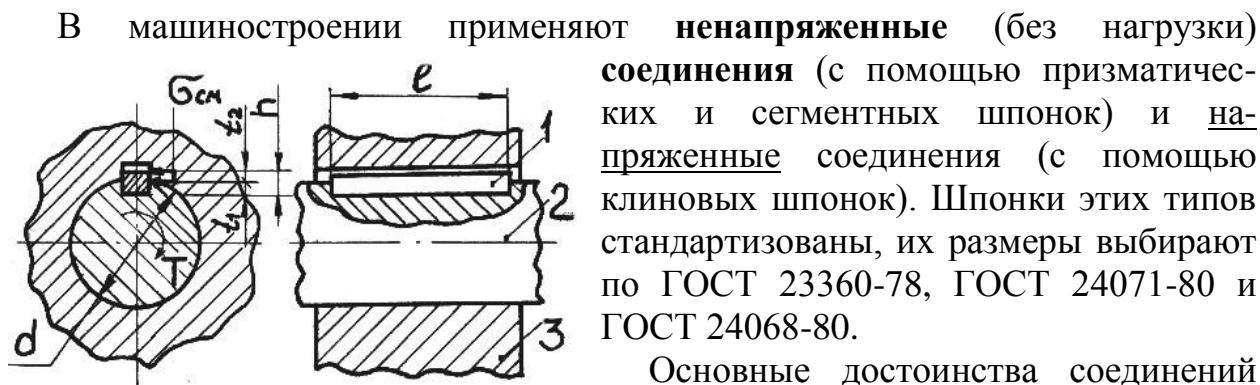 В машиностроении применяют ненапряженные (без нагрузки)
соединения (с помощью призматичес-
ких и сегментных шпонок) и на-
пряженные соединения (с помощью
клиновых шпонок). Шпонки этих типов
стандартизованы, их размеры выбирают
по ГОСТ 23360-78, ГОСТ 24071-80 и
ГОСТ 24068-80.
Основные достоинства соединений
бсм
t₂
h
t₁
T
d
ℓ
1
2
3